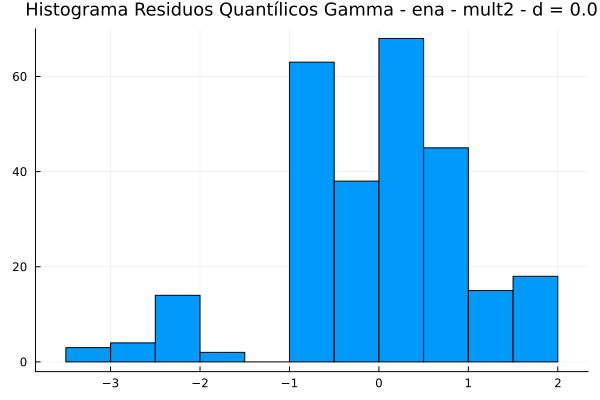 Histograma Residuos Quantílicos Gamma - ena - mult2 - d = 0.0
60
40
20
0
−3 −2 −1 0 1 2